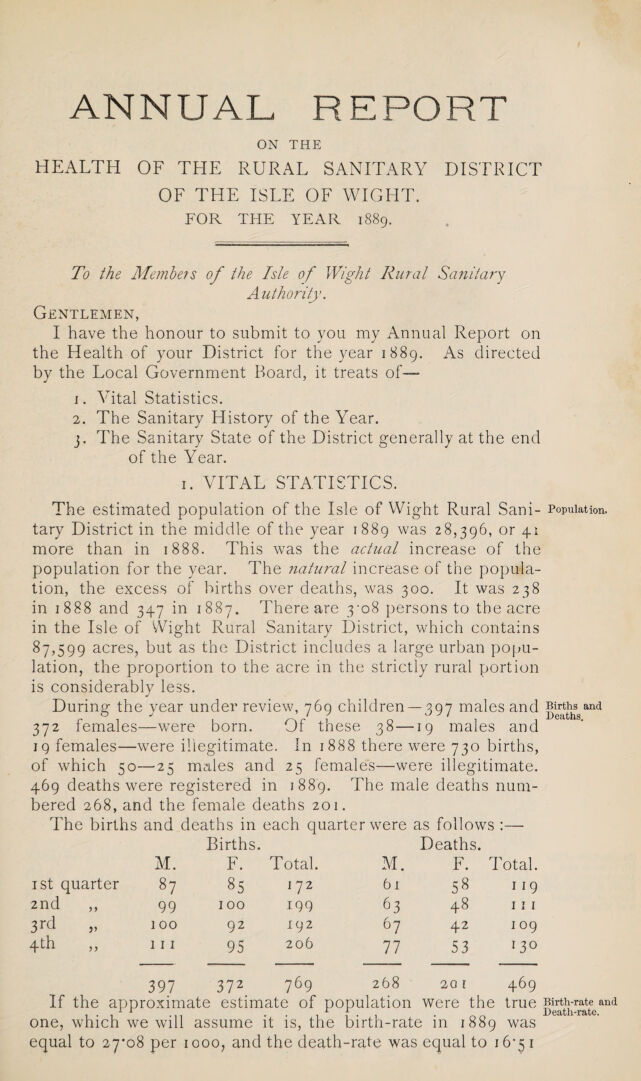 ANNUAL REPORT
ON THE
HEALTH OF THE RURAL SANITARY DISTRICT
OF THE ISLE OF WIGHT.
FOR THE YEAR 1889.
To the Members of the Isle of Wight Rural Sanitary
Authority.
GENTLEMEN,
I have the honour to submit to you my Annual Report on
the Health of your District for the year 1889. As directed
by the Local Government Board, it treats of—
1. Vital Statistics.
2. The Sanitary History of the Year.
3. The Sanitary State of the District generally at the end
of the Year.
1. VITAL STATISTICS.
The estimated population of the Isle of Wight Rural Sani- Population.
tary District in the middle of the year 1889 was 28,396, or 41
more than in 1888. This was the actual increase of the
population for the year. The natural increase of the popula-
tion, the excess of births over deaths, was 300. It was 238
in 1888 and 347 in 1887. There are 3·08 persons to the acre
in the Isle of Wight Rural Sanitary District, which contains
87,599 acres, but as the District includes a large urban popu-
lation, the proportion to the acre in the strictly rural portion
is considerably less.
During the year under review, 769 children—397 males and Births and
372 females—were born. Of these 38—19 males and Deaths.
19 females—were illegitimate. In 1888 there were 730 births,
of which 50—25 males and 25 females—were illegitimate.
469 deaths were registered in 1889. The male deaths num-
bered 268, and the female deaths 201.
The births and deaths in each quarter were as follows :—
Births. Deaths.
M. F. Total. M. F. Total.
1st quarter 87 85 172 61 58 119
2nd „ 99 100 199 63 48 111
3rd „ 100 92 192 67 42 109
4th „ 111 95 206 77 53 130
397 372 769 268 201 469
If the approximate estimate of population were the true Birth-rate and
one, which we will assume it is, the birth-rate in 1889 was Death-rate.
equal to 27·08 per 1000, and the death-rate was equal to 16·51